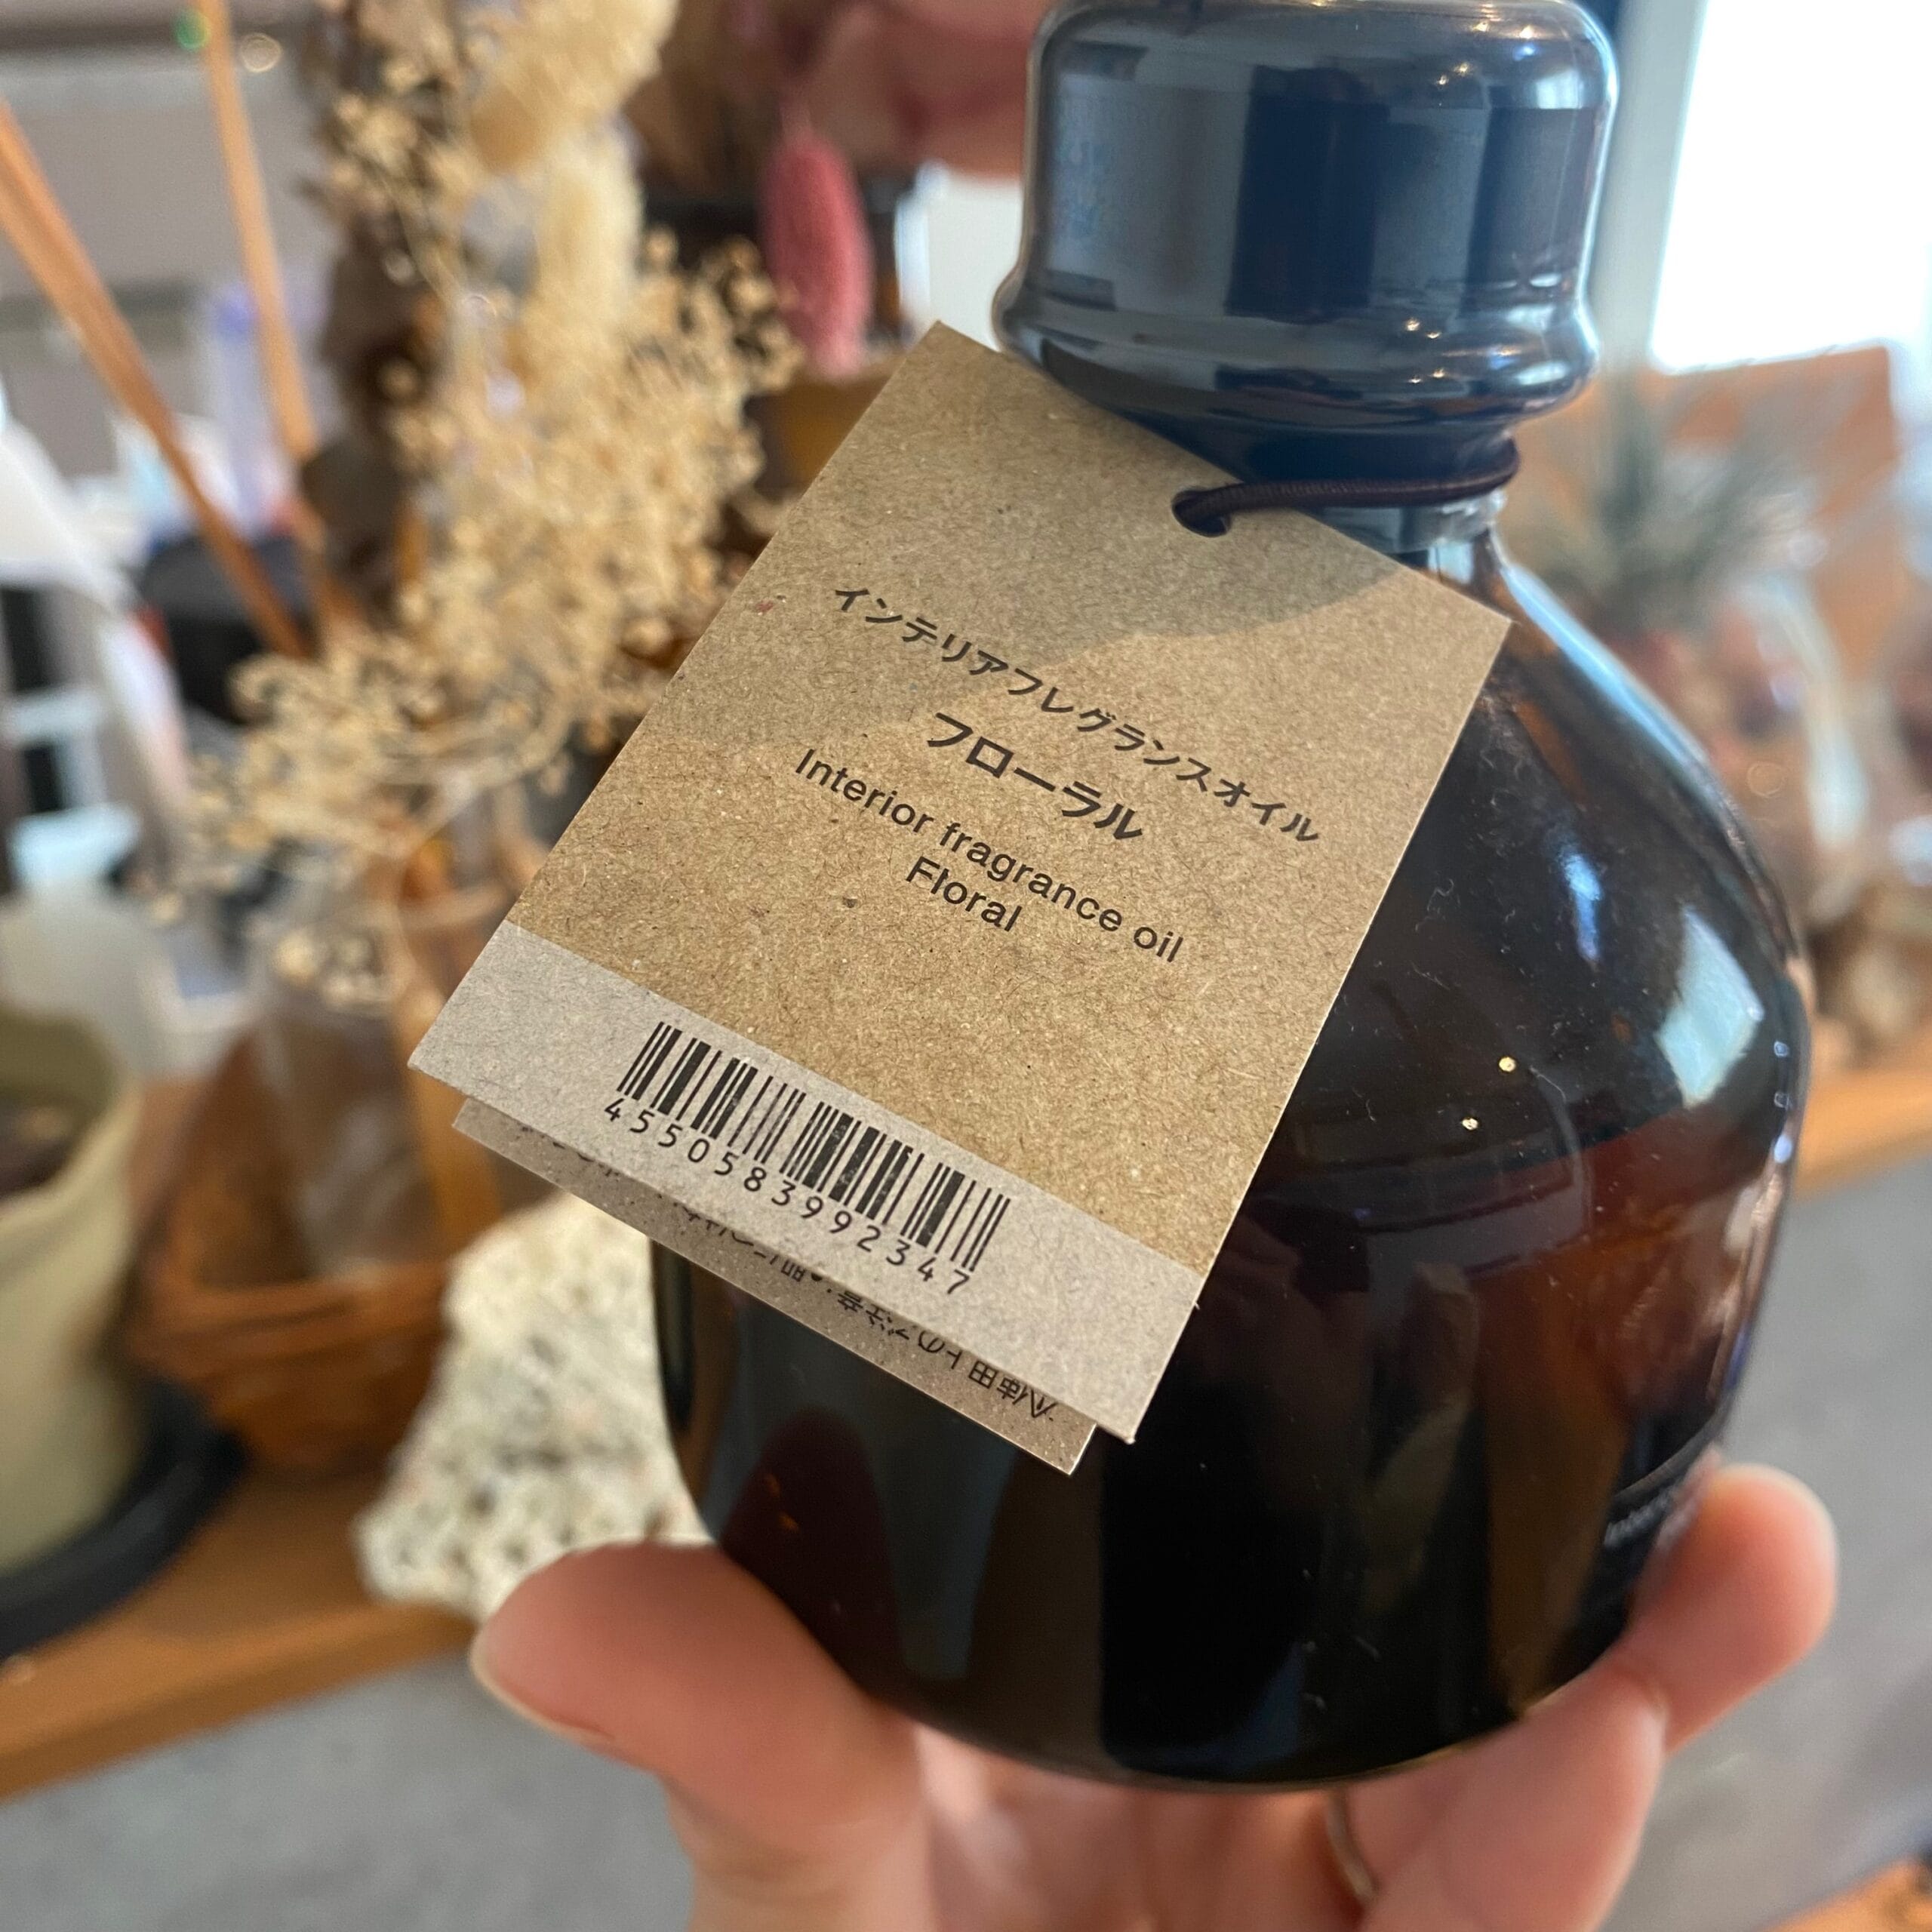 インテリアフレグランスオイル
フローラル
Interior fragrance oil
Floral
4550583992347